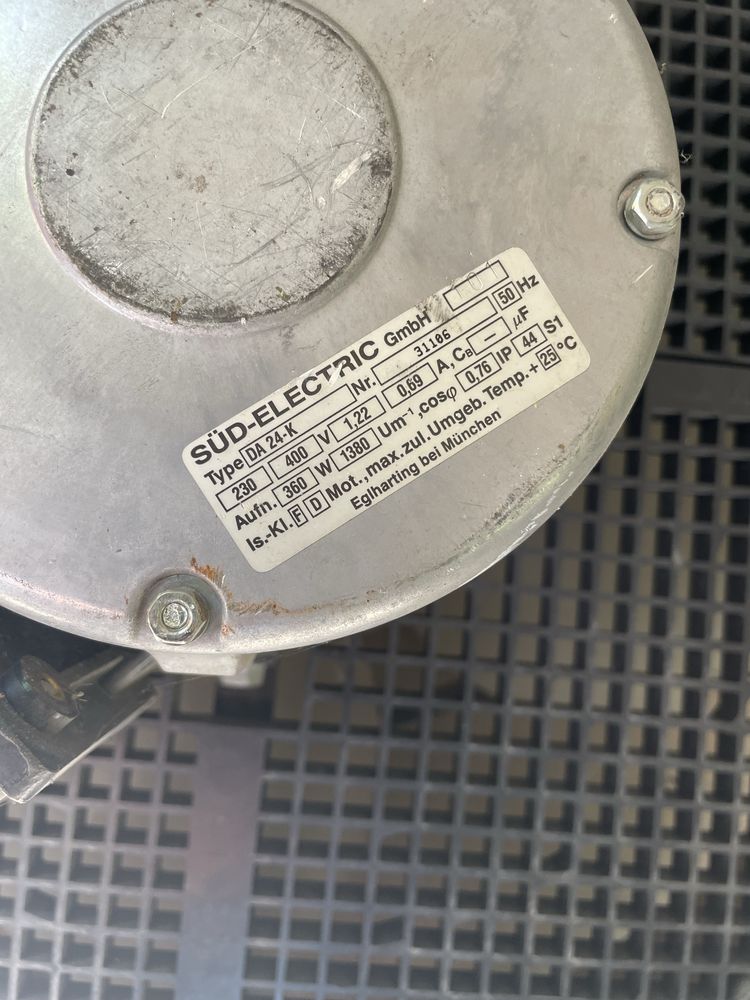 SÜD-ELECTRIC GmbH
Type DA 24-K Nr. 31106 50 Hz
230 400 V 1,22 0,69 A, CB – µF
Aufn. 360 W 1380 Um⁻¹, cosφ 0,76 IP 44 S1
Is.-Kl. F D Mot., max. zul. Umgeb. Temp. + 25 °C
Eglharting bei München